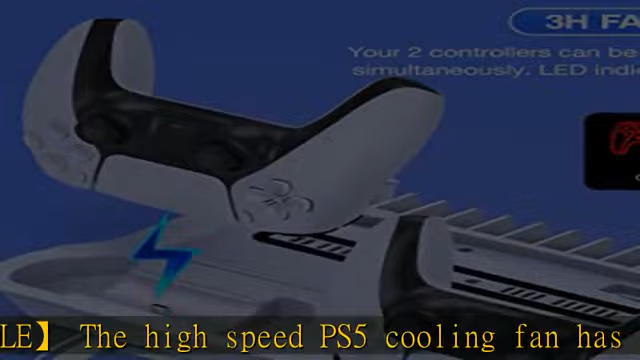 3H FA
Your 2 controllers can be
simultaneously. LED indi
LE】 The high speed PS5 cooling fan has